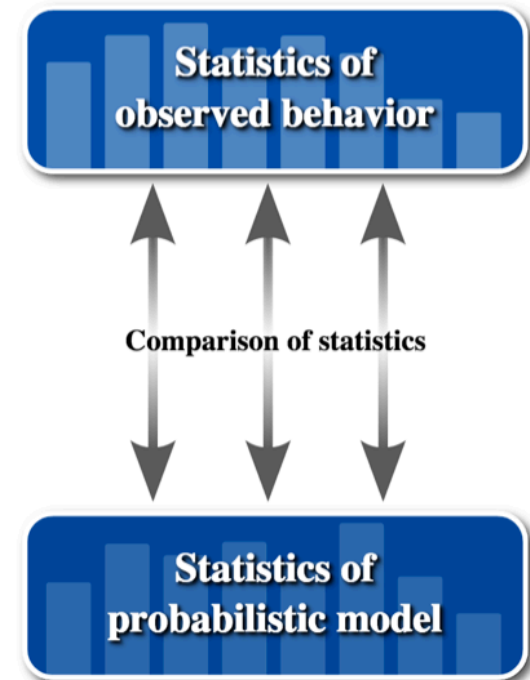 Statistics of
observed behavior
Comparison of statistics
Statistics of
probabilistic model